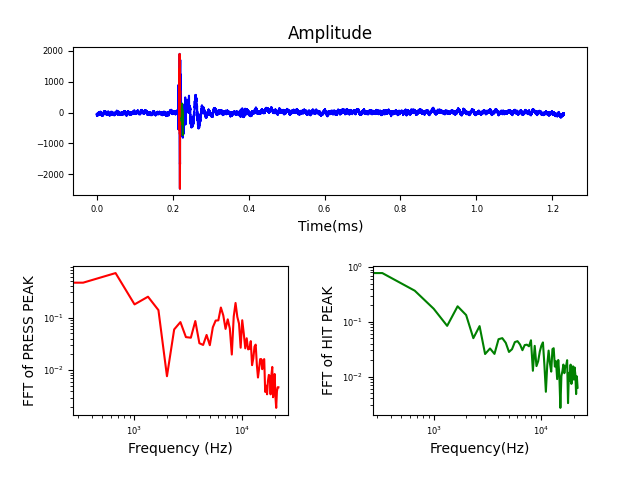 Amplitude
2000
1000
0
−1000
−2000
0.0 0.2 0.4 0.6 0.8 1.0 1.2
Time(ms)
FFT of PRESS PEAK
10⁻¹
10⁻²
10³ 10⁴
Frequency (Hz)
FFT of HIT PEAK
10⁰
10⁻¹
10⁻²
10³ 10⁴
Frequency(Hz)